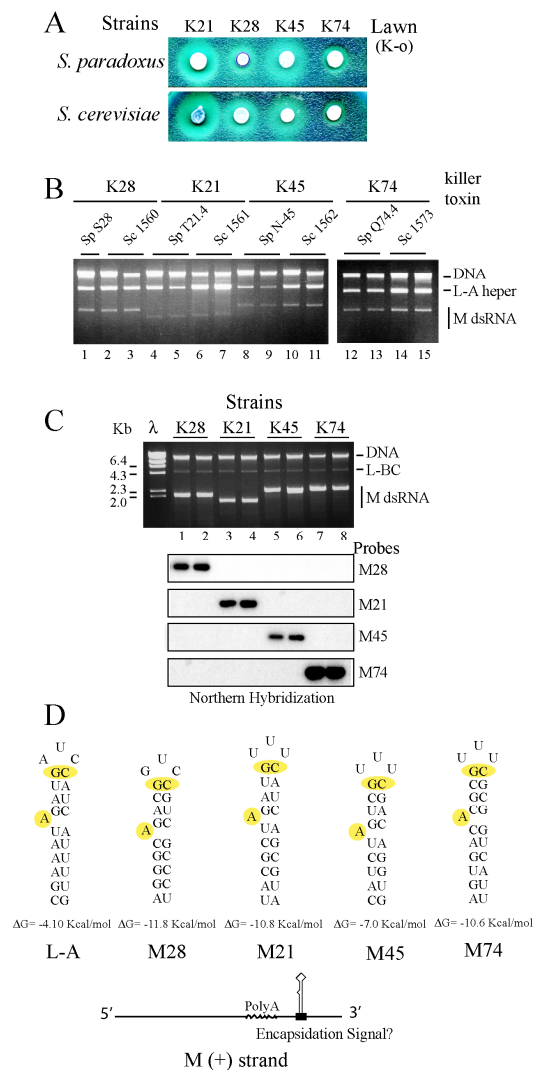 A
Strains K21 K28 K45 K74 Lawn
(K-o)
S. paradoxus
S. cerevisiae
B
K28 K21 K45 K74 killer
toxin
Sp S28 Sc 1560 Sp T21.4 Sc 1561 Sp N-45 Sc 1562 Sp Q74.4 Sc 1573
DNA
L-A heper
M dsRNA
1 2 3 4 5 6 7 8 9 10 11 12 13 14 15
C
Strains
Kb λ K28 K21 K45 K74
6.4
4.3
2.3
2.0
DNA
L-BC
M dsRNA
1 2 3 4 5 6 7 8
Probes
M28
M21
M45
M74
Northern Hybridization
D
A U C G U C U U U U U U U U U
GC GC GC GC GC
A A A A A
ΔG= -4.10 Kcal/mol ΔG= -11.8 Kcal/mol ΔG= -10.8 Kcal/mol ΔG= -7.0 Kcal/mol ΔG= -10.6 Kcal/mol
L-A M28 M21 M45 M74
5' PolyA 3'
Encapsidation Signal?
M (+) strand